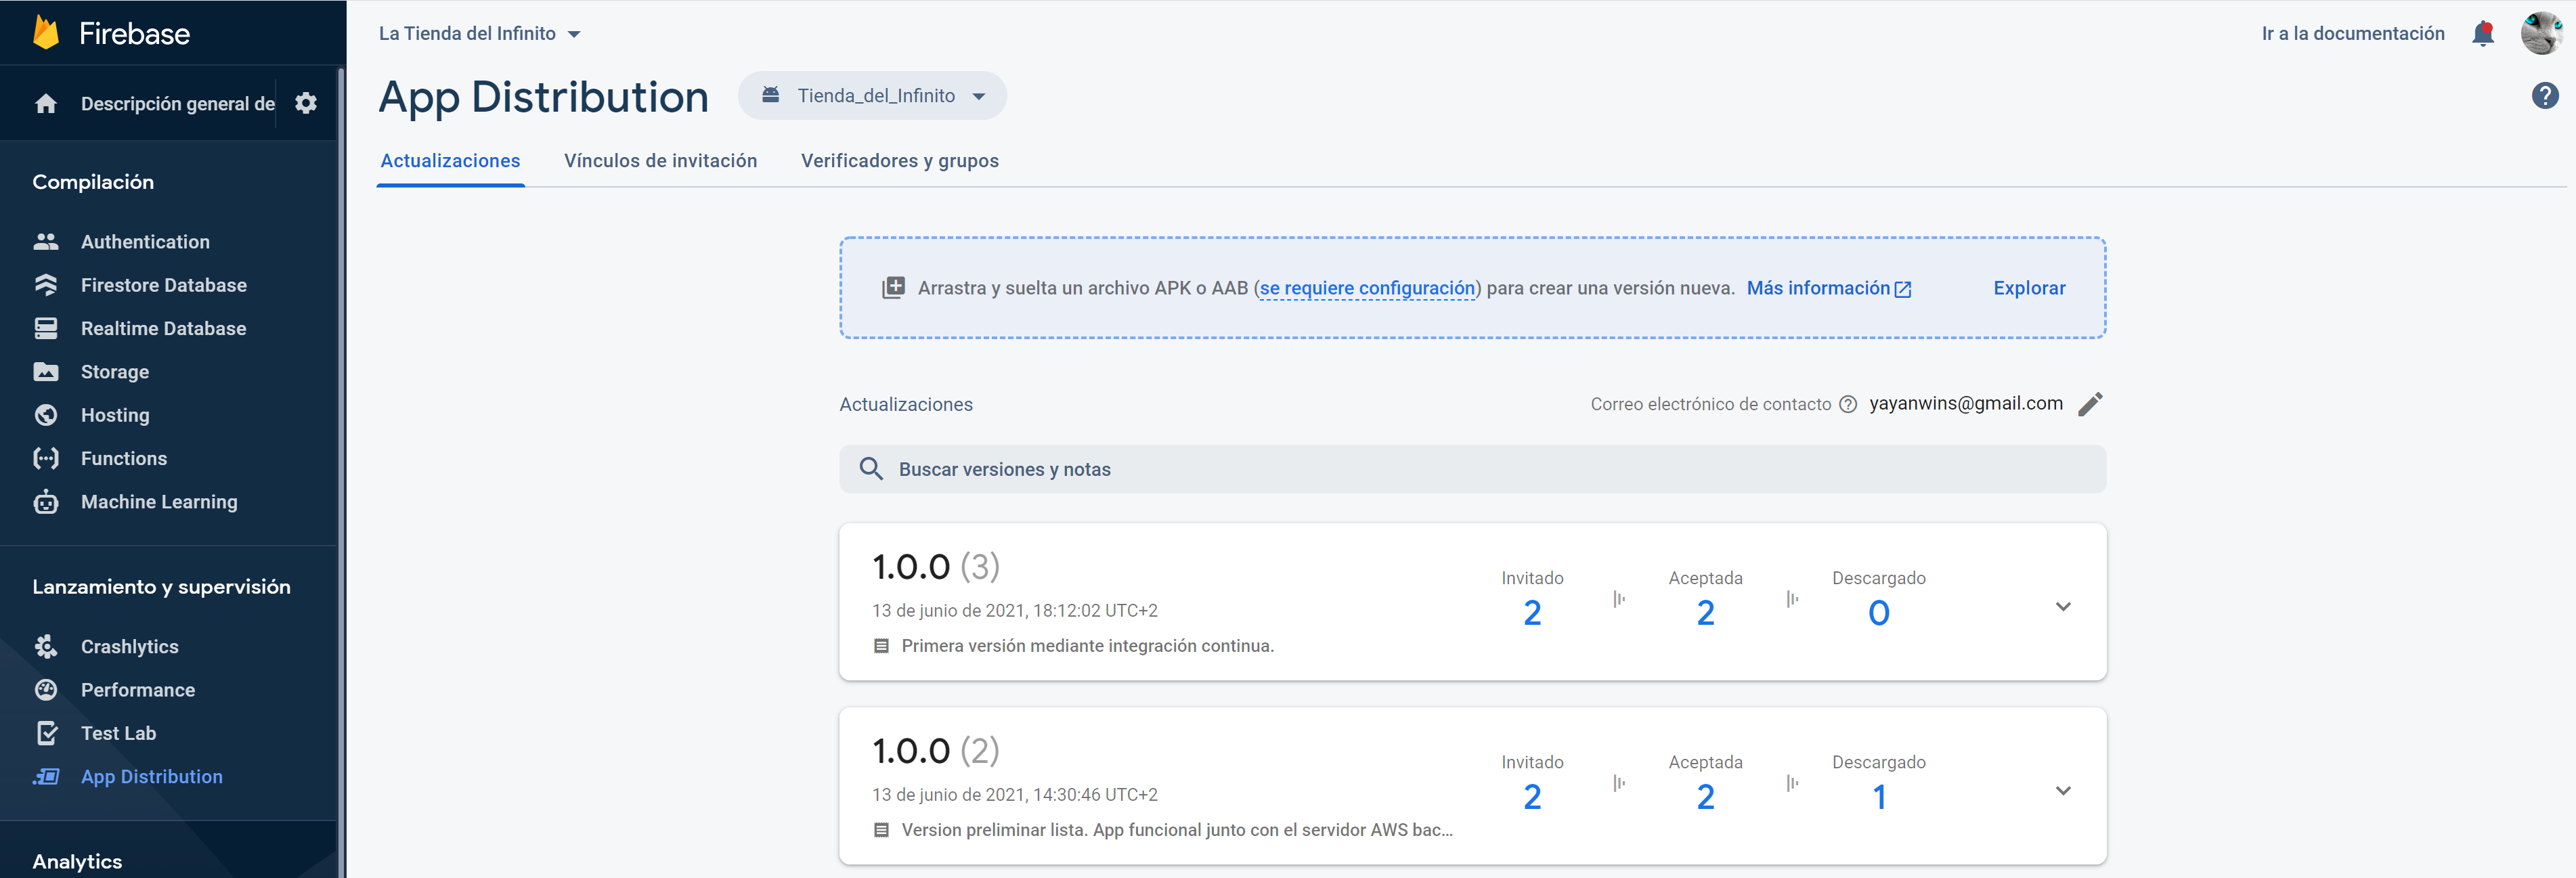 Firebase
Descripción general de
Compilación
Authentication
Firestore Database
Realtime Database
Storage
Hosting
Functions
Machine Learning
Lanzamiento y supervisión
Crashlytics
Performance
Test Lab
App Distribution
Analytics
La Tienda del Infinito
Ir a la documentación
App Distribution
Tienda_del_Infinito
Actualizaciones Vínculos de invitación Verificadores y grupos
Arrastra y suelta un archivo APK o AAB (se requiere configuración) para crear una versión nueva. Más información Explorar
Actualizaciones
Correo electrónico de contacto yayanwins@gmail.com
Buscar versiones y notas
1.0.0 (3)
13 de junio de 2021, 18:12:02 UTC+2
Primera versión mediante integración continua.
Invitado Aceptada Descargado
2 2 0
1.0.0 (2)
13 de junio de 2021, 14:30:46 UTC+2
Version preliminar lista. App funcional junto con el servidor AWS bac...
Invitado Aceptada Descargado
2 2 1